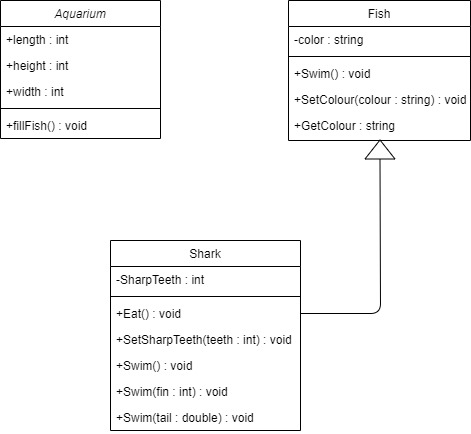 Aquarium
+length : int
+height : int
+width : int
+fillFish() : void
Fish
-color : string
+Swim() : void
+SetColour(colour : string) : void
+GetColour : string
Shark
-SharpTeeth : int
+Eat() : void
+SetSharpTeeth(teeth : int) : void
+Swim() : void
+Swim(fin : int) : void
+Swim(tail : double) : void